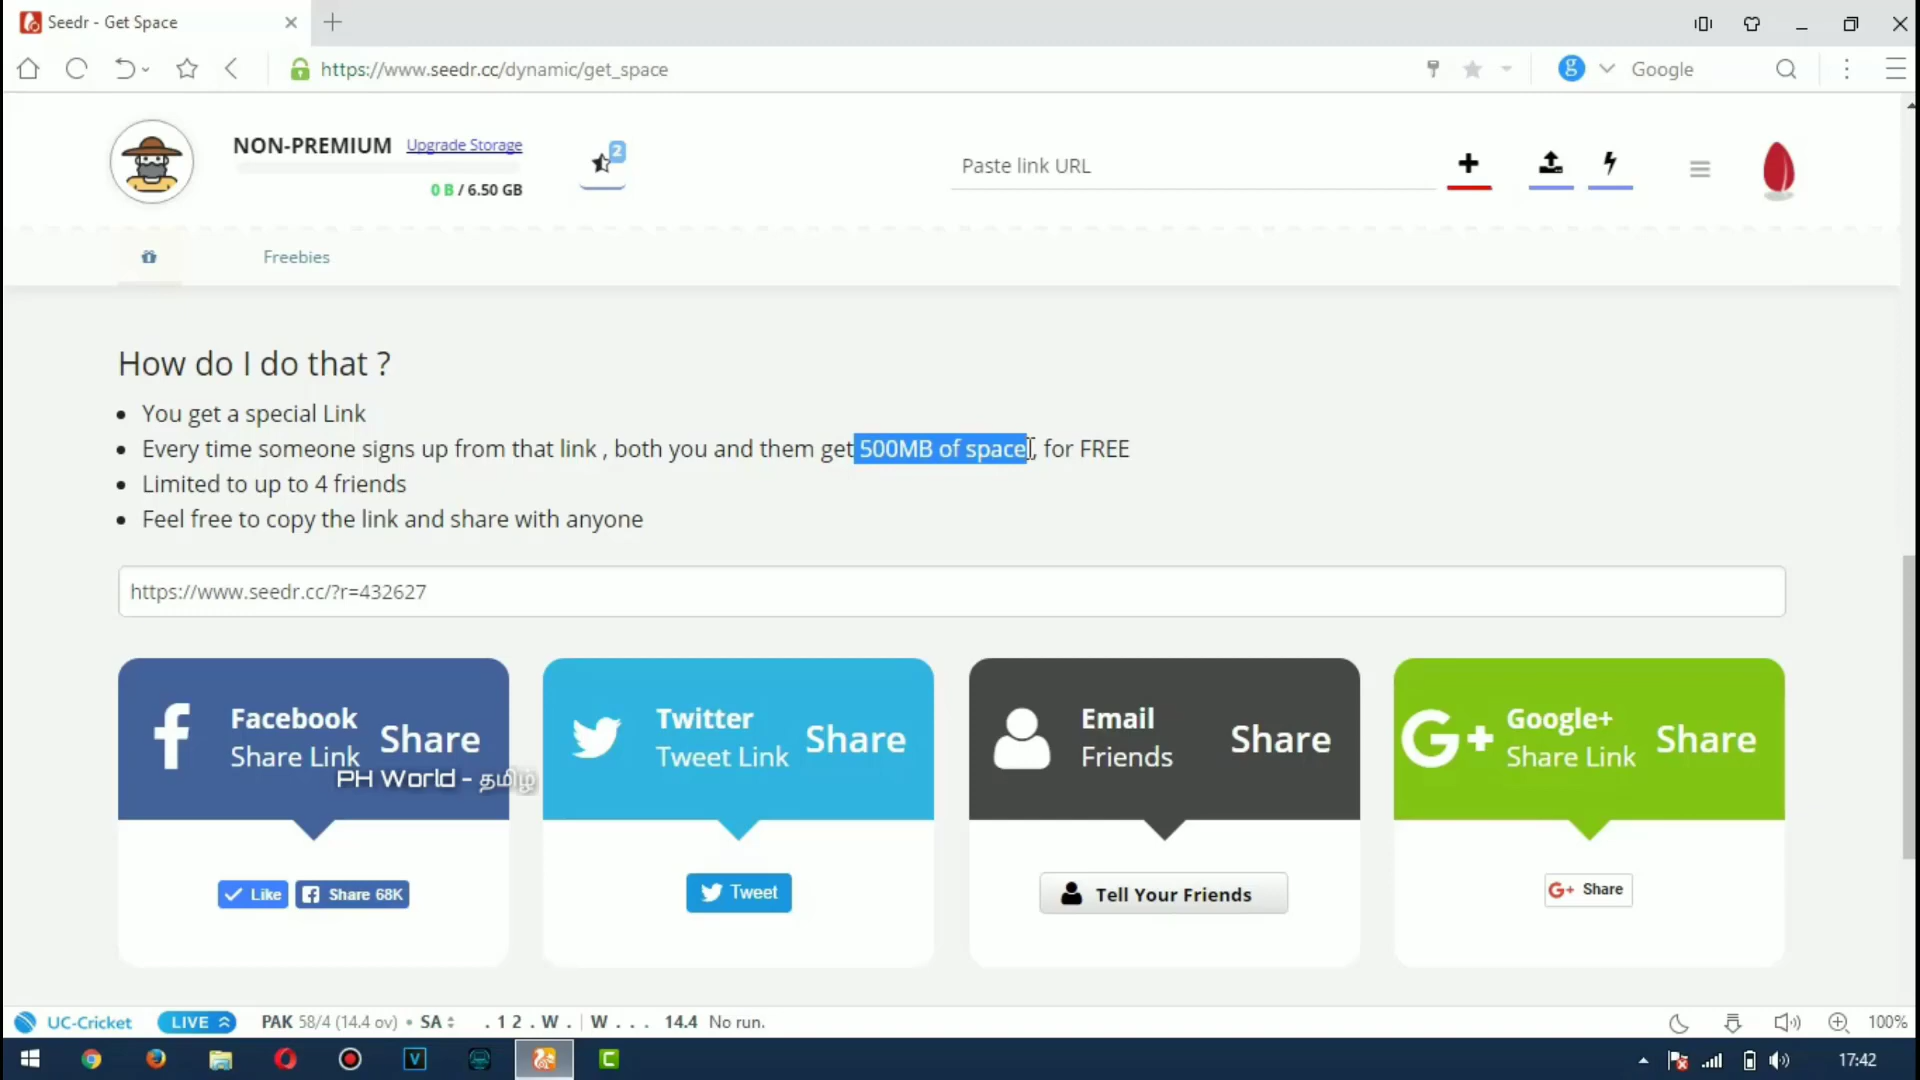 Seedr - Get Space
https://www.seedr.cc/dynamic/get_space
Google
NON-PREMIUM Upgrade Storage
2
0 B / 6.50 GB
Paste link URL
Freebies
How do I do that ?
You get a special Link
Every time someone signs up from that link , both you and them get 500MB of space, for FREE
Limited to up to 4 friends
Feel free to copy the link and share with anyone
https://www.seedr.cc/?r=432627
Facebook
Share Link
Share
Twitter
Tweet Link
Share
Email
Friends
Share
Google+
Share Link
Share
PH World - தமிழ்
Like
Share 68K
Tweet
Tell Your Friends
G+ Share
UC-Cricket LIVE PAK 58/4 (14.4 ov) • SA . 1 2 . W . | W . . . 14.4 No run.
100%
17:42